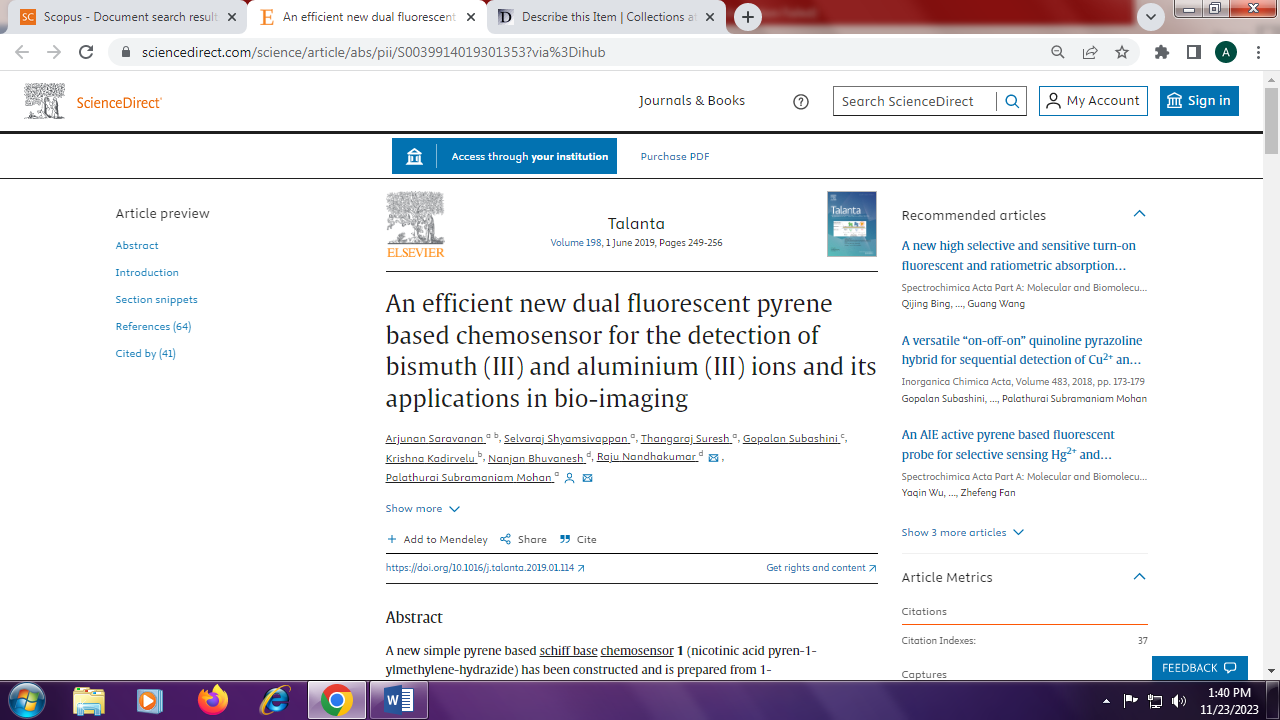 Scopus - Document search result
An efficient new dual fluorescent
Describe this Item | Collections a
sciencedirect.com/science/article/abs/pii/S0039914019301353?via%3Dihub
A
ScienceDirect
Journals & Books
?
Search ScienceDirect
My Account
Sign in
Access through your institution
Purchase PDF
Article preview
Abstract
Introduction
Section snippets
References (64)
Cited by (41)
ELSEVIER
Talanta
Volume 198, 1 June 2019, Pages 249-256
Talanta
An efficient new dual fluorescent pyrene
based chemosensor for the detection of
bismuth (III) and aluminium (III) ions and its
applications in bio-imaging
Arjunan Saravanan a b, Selvaraj Shyamsivappan a, Thangaraj Suresh a, Gopalan Subashini c,
Krishna Kadirvelu b, Nanjan Bhuvanesh d, Raju Nandhakumar d ,
Palathurai Subramaniam Mohan a
Show more
+ Add to Mendeley
Share
Cite
https://doi.org/10.1016/j.talanta.2019.01.114
Get rights and content
Abstract
A new simple pyrene based schiff base chemosensor 1 (nicotinic acid pyren-1-
ylmethylene-hydrazide) has been constructed and is prepared from 1-
Recommended articles
A new high selective and sensitive turn-on
fluorescent and ratiometric absorption…
Spectrochimica Acta Part A: Molecular and Biomolecu…
Qijing Bing, …, Guang Wang
A versatile “on-off-on” quinoline pyrazoline
hybrid for sequential detection of Cu2+ an…
Inorganica Chimica Acta, Volume 483, 2018, pp. 173-179
Gopalan Subashini, …, Palathurai Subramaniam Mohan
An AIE active pyrene based fluorescent
probe for selective sensing Hg2+ and…
Spectrochimica Acta Part A: Molecular and Biomolecu…
Yaqin Wu, …, Zhefeng Fan
Show 3 more articles
Article Metrics
Citations
Citation Indexes: 37
Captures
FEEDBACK
1:40 PM
11/23/2023